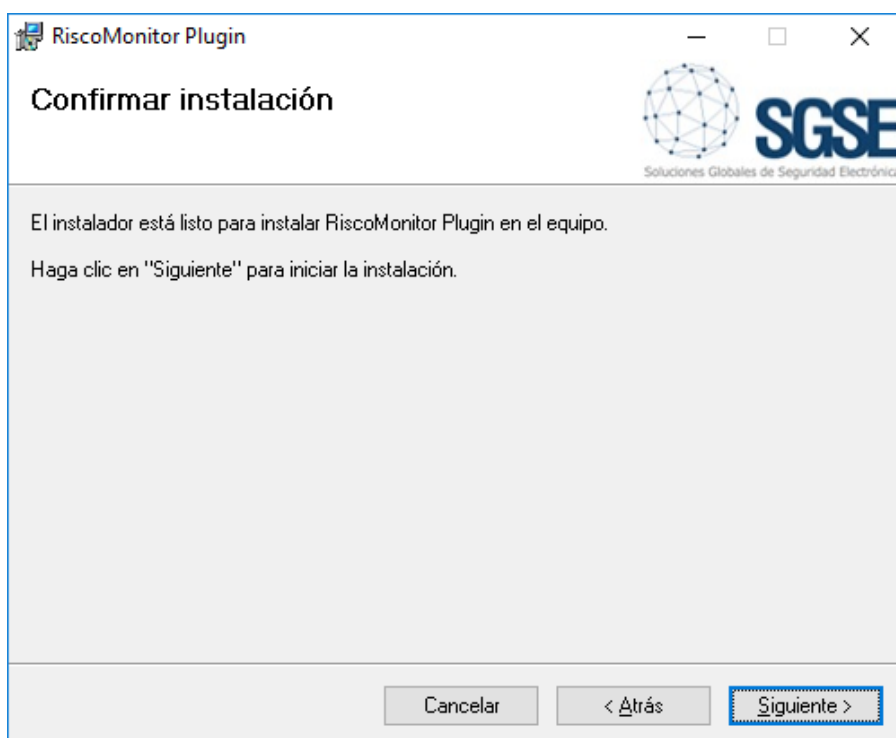 RiscoMonitor Plugin
Confirmar instalación
SGSE
Soluciones Globales de Seguridad Electrónica
El instalador está listo para instalar RiscoMonitor Plugin en el equipo.
Haga clic en "Siguiente" para iniciar la instalación.
Cancelar
< Atrás
Siguiente >